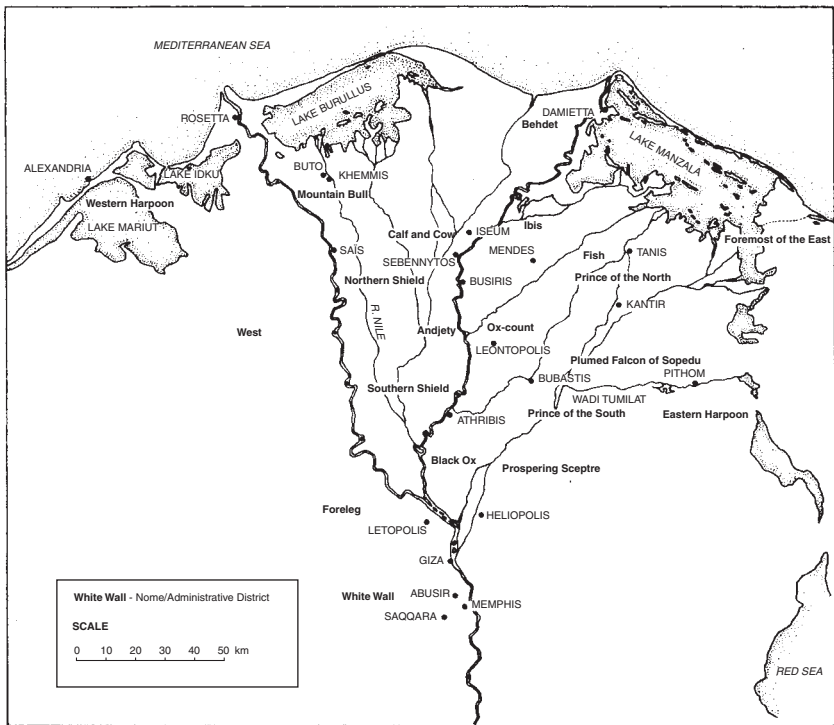 MEDITERRANEAN SEA
LAKE BURULLUS
ROSETTA
DAMIETTA
Behdet
LAKE MANZALA
ALEXANDRIA
LAKE IDKU
BUTO
KHEMMIS
Mountain Bull
Western Harpoon
LAKE MARIUT
Calf and Cow
ISEUM
Ibis
Foremost of the East
SAÏS
SEBENNYTOS
MENDES
Fish
TANIS
Northern Shield
BUSIRIS
Prince of the North
R. NILE
KANTIR
West
Andjety
Ox-count
LEONTOPOLIS
Plumed Falcon of Sopedu
PITHOM
Southern Shield
BUBASTIS
WADI TUMILAT
ATHRIBIS
Prince of the South
Eastern Harpoon
Black Ox
Prospering Sceptre
Foreleg
LETOPOLIS
HELIOPOLIS
GIZA
White Wall
ABUSIR
MEMPHIS
SAQQARA
White Wall - Nome/Administrative District
SCALE
0 10 20 30 40 50 km
RED SEA